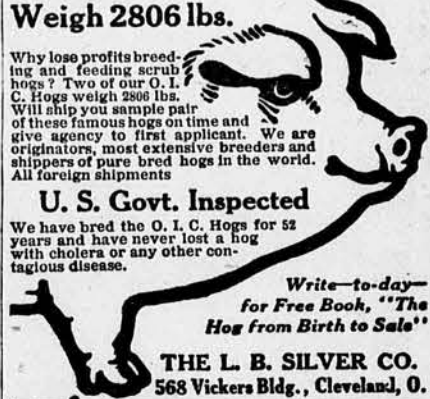 Weigh 2806 lbs.
Why lose profits breed-
ing and feeding scrub
hogs? Two of our O. I.
C. Hogs weigh 2806 lbs.
Will ship you sample pair
of these famous hogs on time and
give agency to first applicant. We are
originators, most extensive breeders and
shippers of pure bred hogs in the world.
All foreign shipments
U. S. Govt. Inspected
We have bred the O. I. C. Hogs for 52
years and have never lost a hog
with cholera or any other con-
tagious disease.
Write—to-day—
for Free Book, "The
Hog from Birth to Sale"
THE L. B. SILVER CO.
568 Vickers Bldg., Cleveland, O.